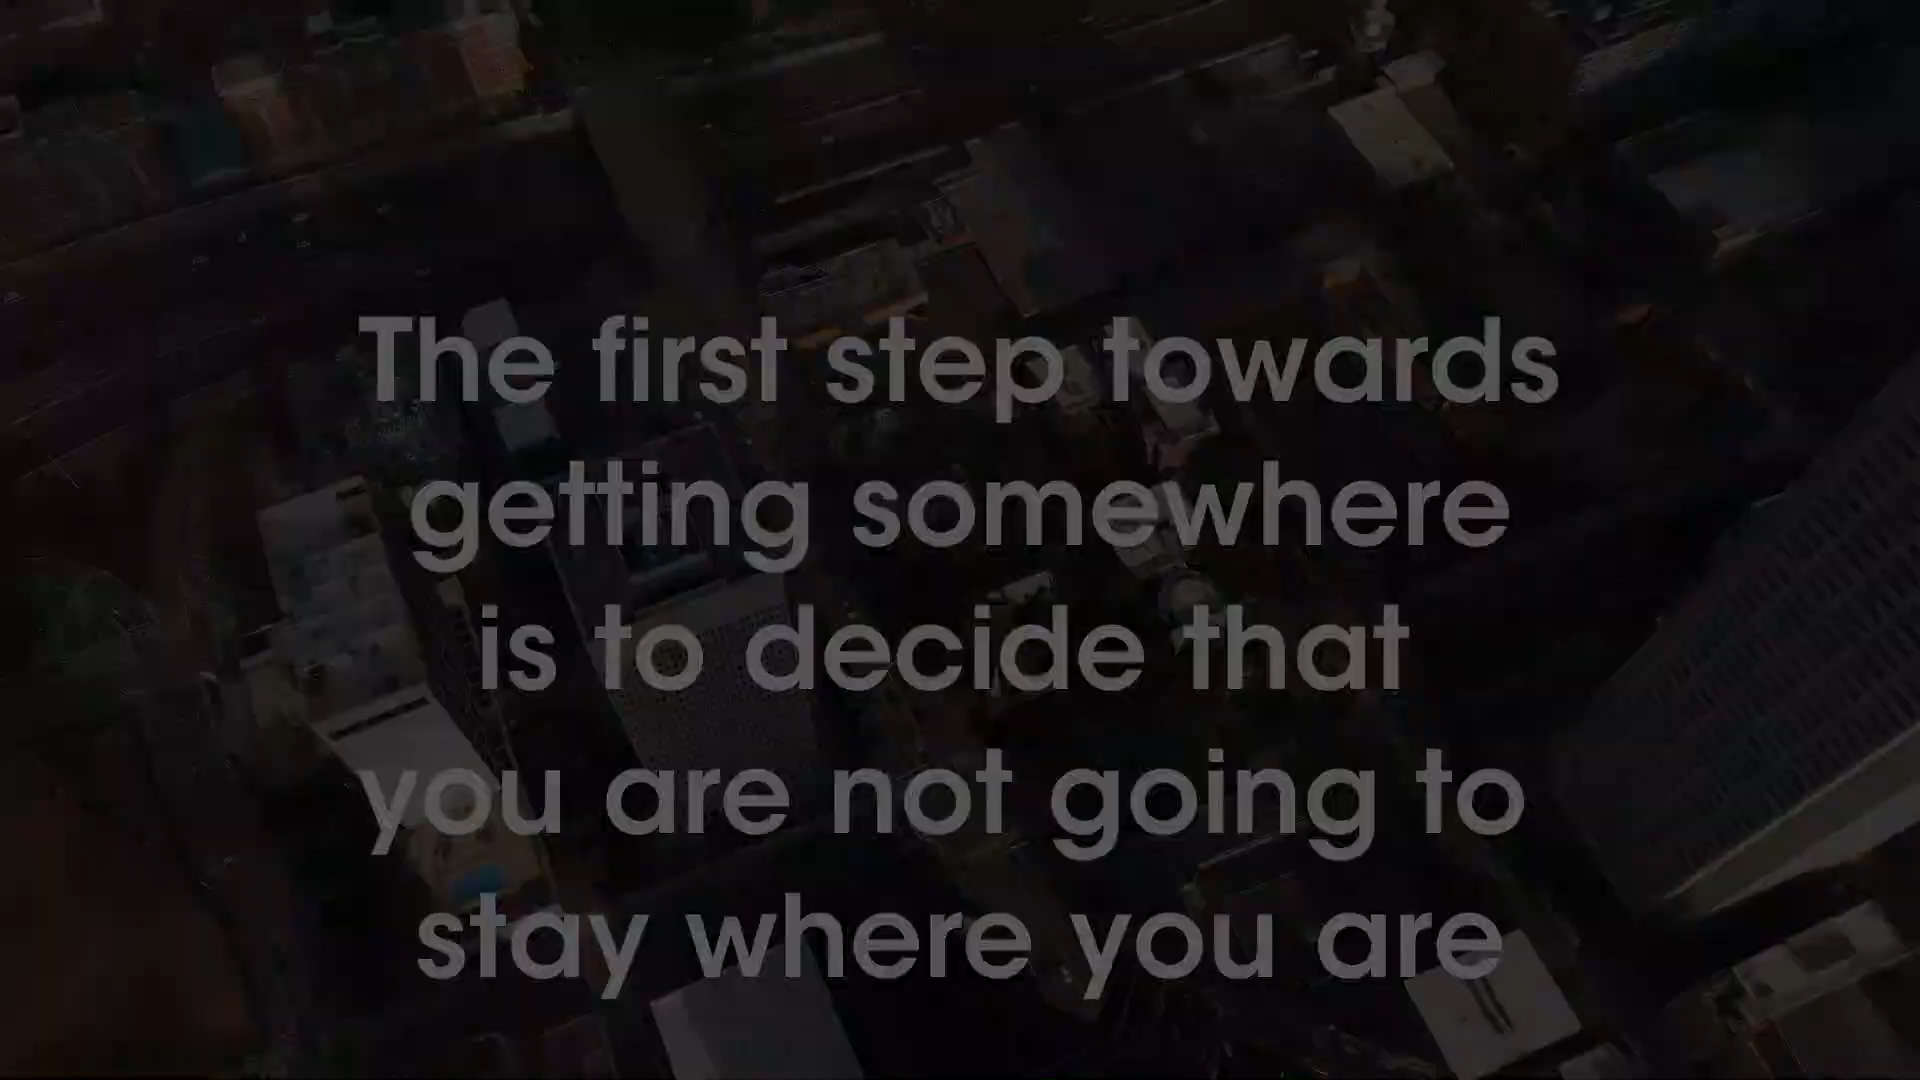 The first step towards
getting somewhere
is to decide that
you are not going to
stay where you are